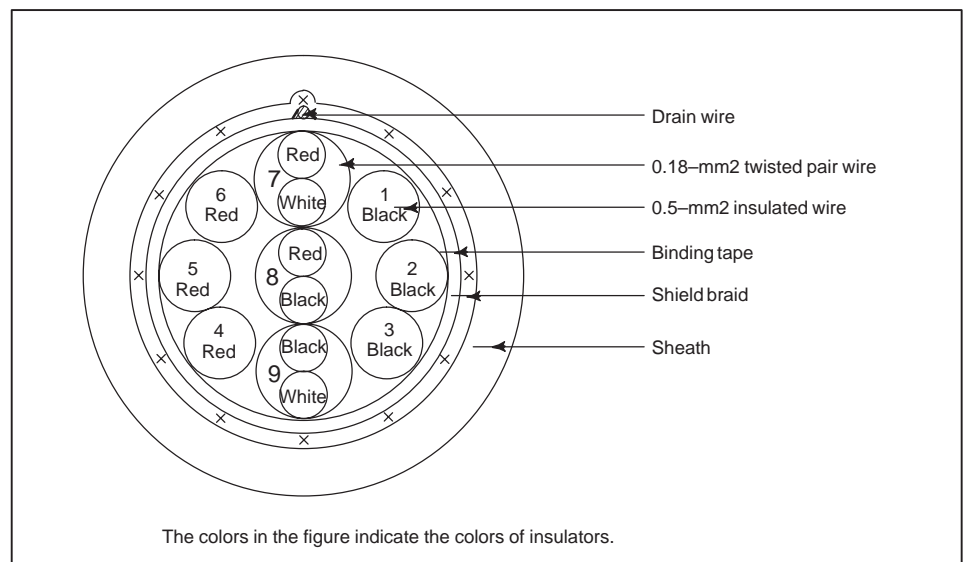 Drain wire
0.18–mm2 twisted pair wire
0.5–mm2 insulated wire
Binding tape
Shield braid
Sheath
Red
7
White
6
Red
1
Black
Red
8
Black
5
Red
2
Black
4
Red
3
Black
Black
9
White
The colors in the figure indicate the colors of insulators.